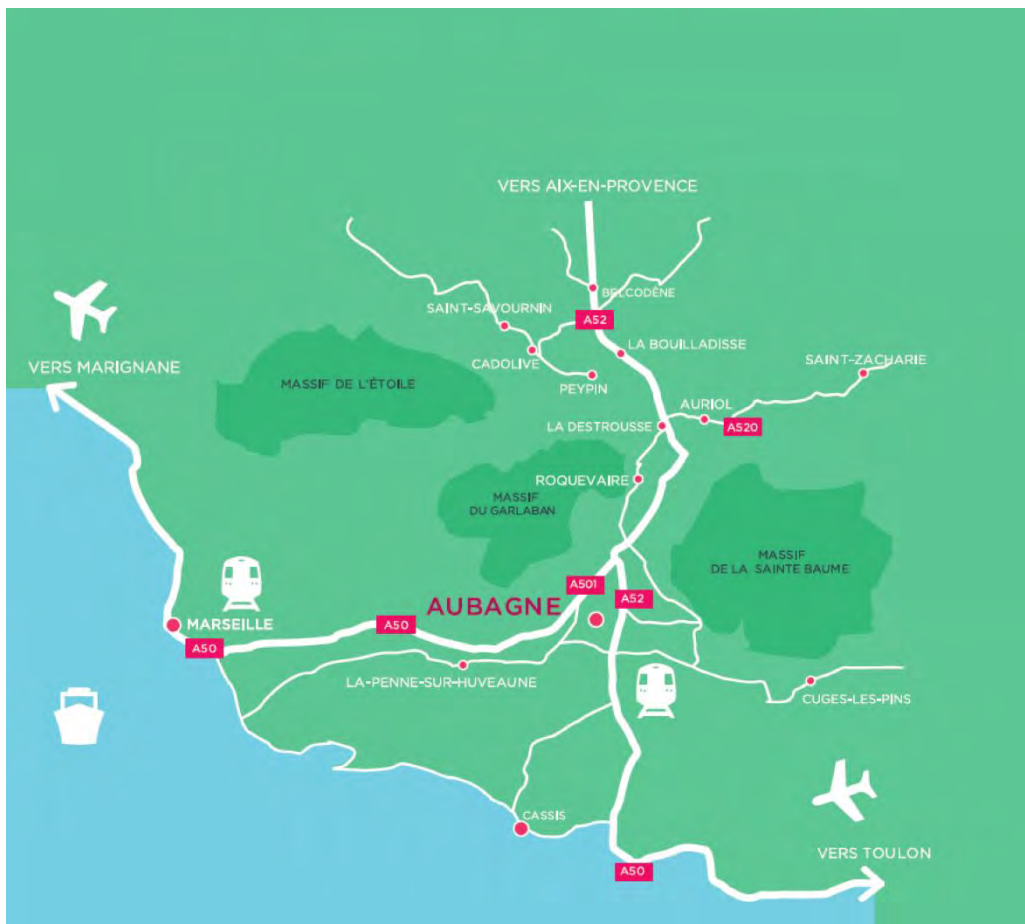 VERS AIX-EN-PROVENCE
BELCODÈNE
SAINT-SAVOURNIN
A52
LA BOUILLADISSE
CADOLIVE
SAINT-ZACHARIE
VERS MARIGNANE
MASSIF DE L'ÉTOILE
PEYPIN
AURIOL
LA DESTROUSSE
A520
ROQUEVAIRE
MASSIF
DU GARLABAN
MASSIF
DE LA SAINTE BAUME
A501
A52
AUBAGNE
MARSEILLE
A50
A50
LA-PENNE-SUR-HUVEAUNE
CUGES-LES-PINS
CASSIS
VERS TOULON
A50